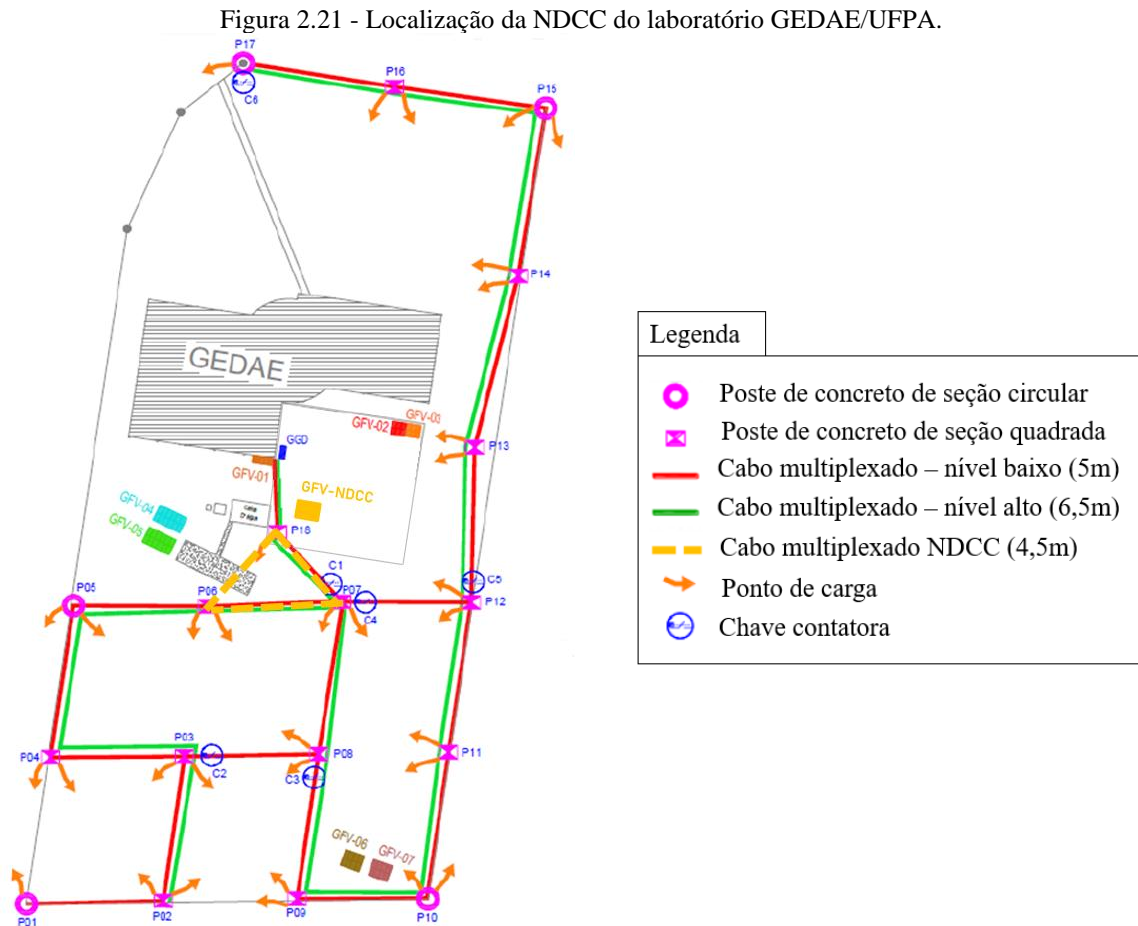 Figura 2.21 - Localização da NDCC do laboratório GEDAE/UFPA.
P17
C6
P16
P15
P14
GEDAE
GFV-02
GFV-03
P13
GGD
GFV-01
GFV-NDCC
GFV-04
GFV-05
P16
C1
C5
P05
P06
P07
C4
P12
P03
P04
C2
P08
C3
P11
GFV-06
GFV-07
P01
P02
P09
P10
Legenda
Poste de concreto de seção circular
Poste de concreto de seção quadrada
Cabo multiplexado – nível baixo (5m)
Cabo multiplexado – nível alto (6,5m)
Cabo multiplexado NDCC (4,5m)
Ponto de carga
Chave contatora